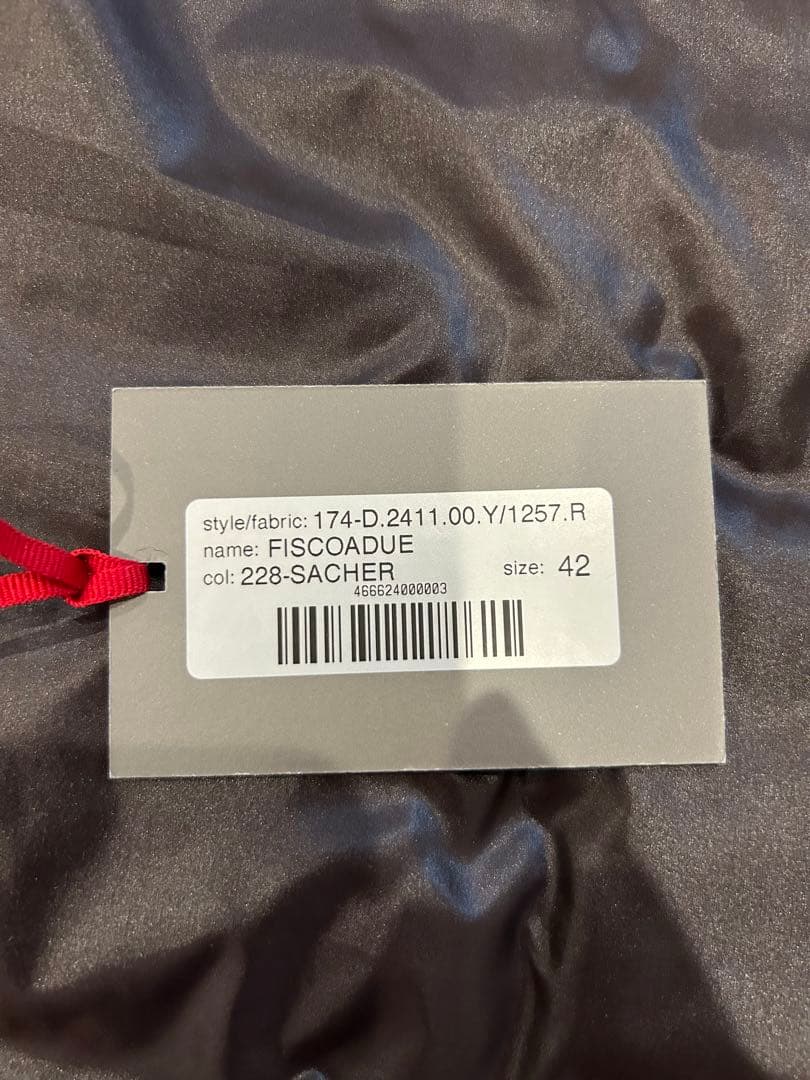 style/fabric: 174-D.2411.00.Y/1257.R
name: FISCOADUE
col: 228-SACHER size: 42
466624000003